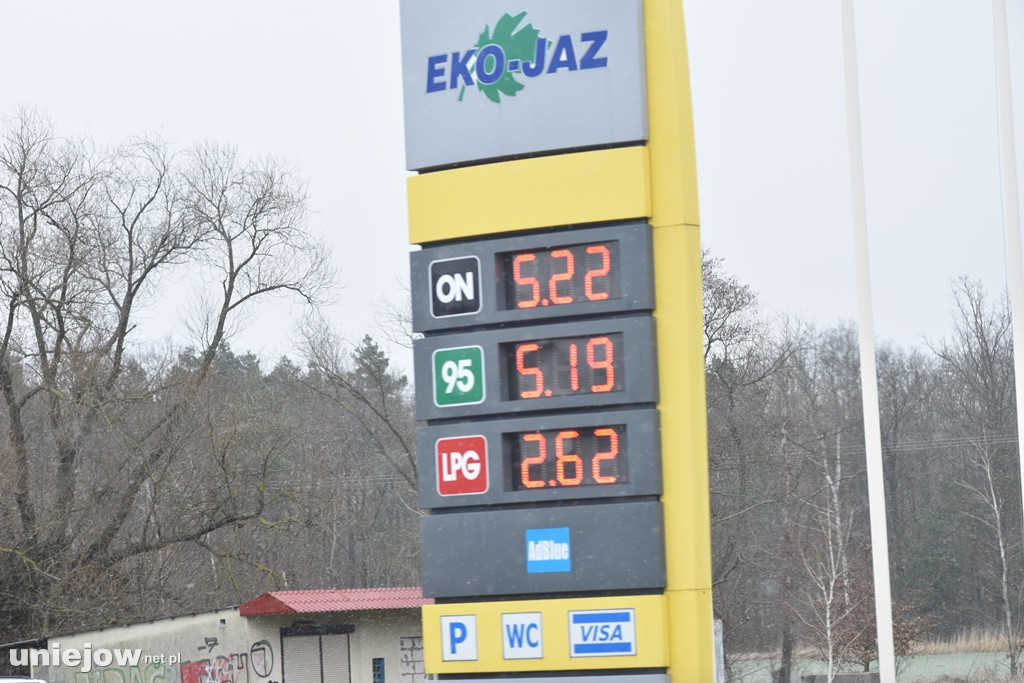 EKO-JAZ
ON 5.22
95 5.19
LPG 2.62
AdBlue
P WC VISA
uniejow.net.pl